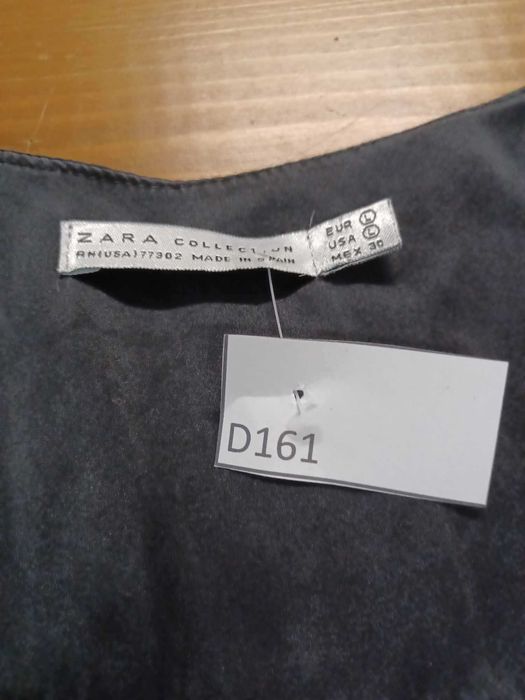 ZARA COLLECTION
RN(USA)77302 MADE IN SPAIN
EUR L
USA L
MEX 30
D161